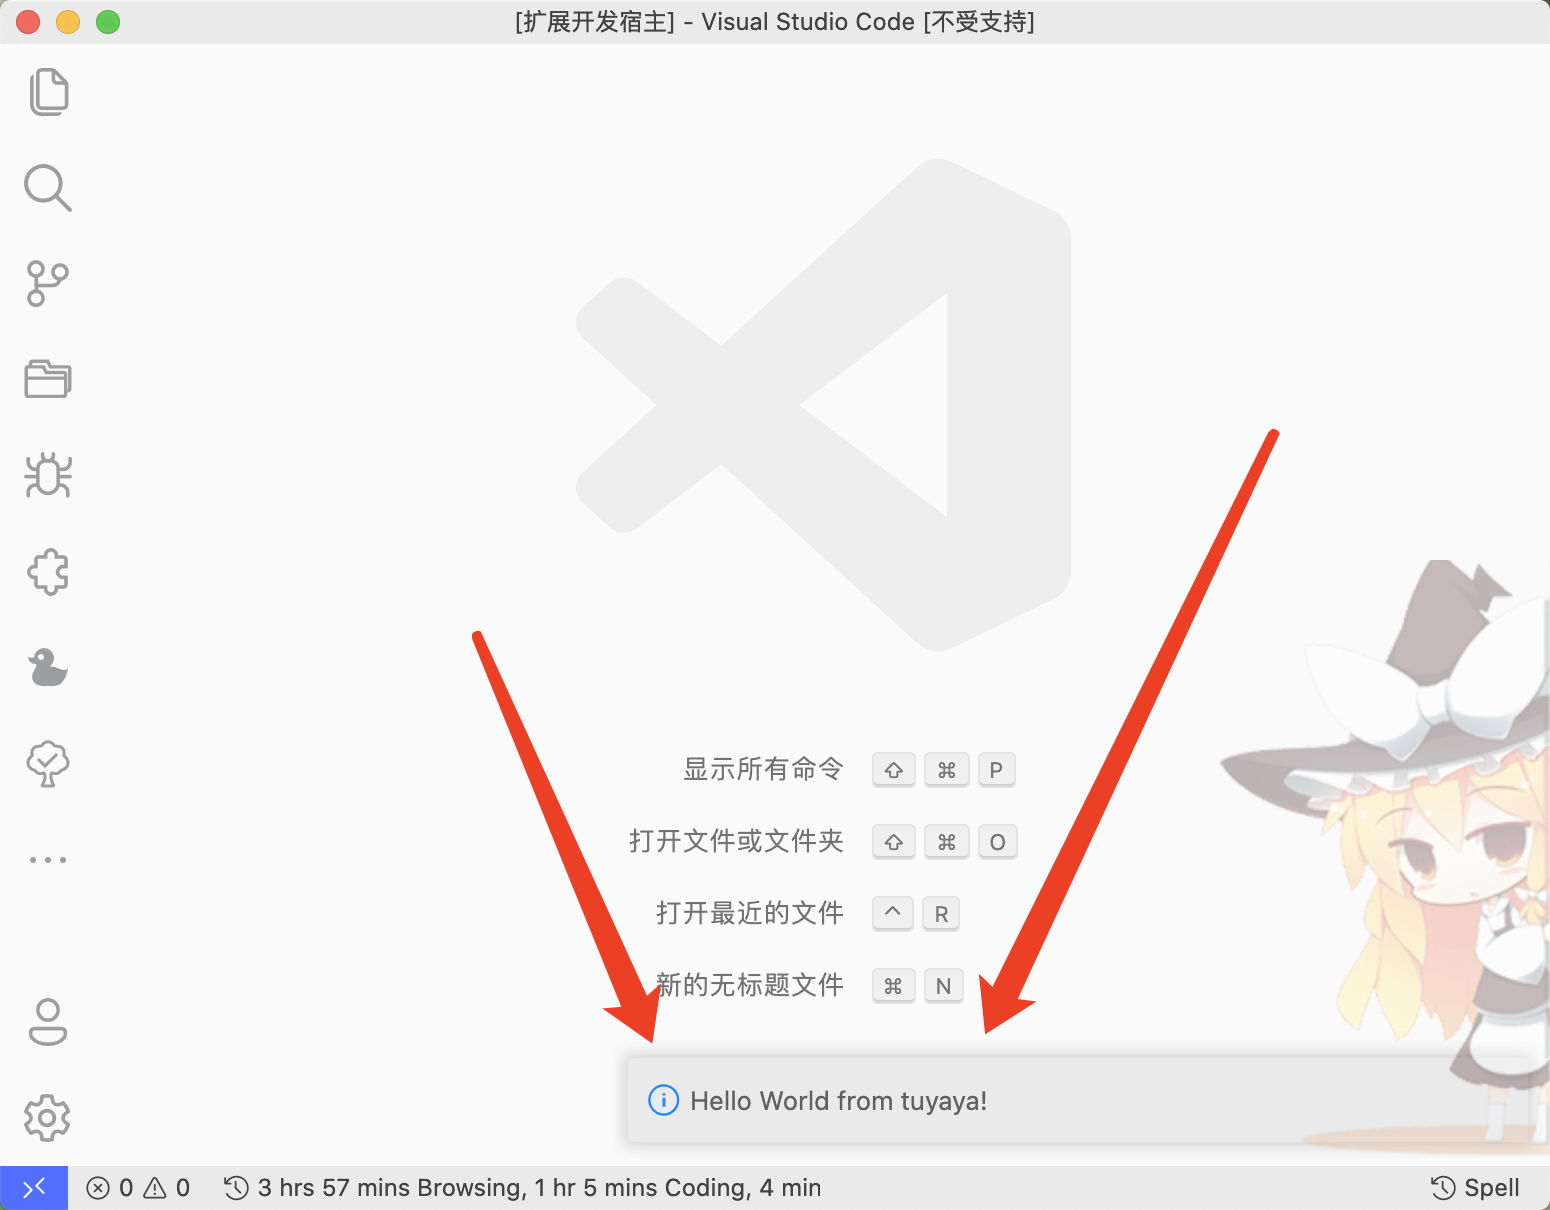 [扩展开发宿主] - Visual Studio Code [不受支持]
显示所有命令 ⇧ ⌘ P
打开文件或文件夹 ⇧ ⌘ O
打开最近的文件 ^ R
新的无标题文件 ⌘ N
Hello World from tuyaya!
0 0 3 hrs 57 mins Browsing, 1 hr 5 mins Coding, 4 min Spell